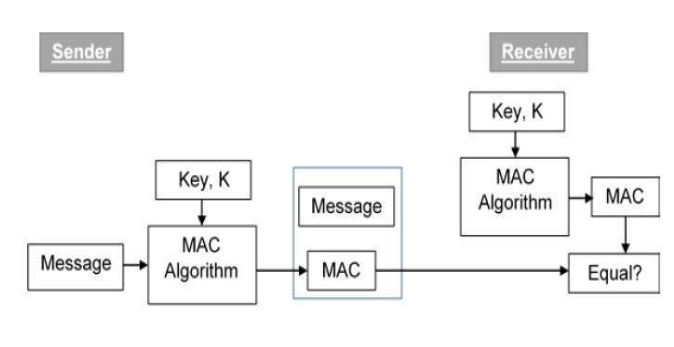 Sender
Receiver
Key, K
Key, K
MAC
Algorithm
MAC
Message
Message
MAC
Algorithm
MAC
Equal?